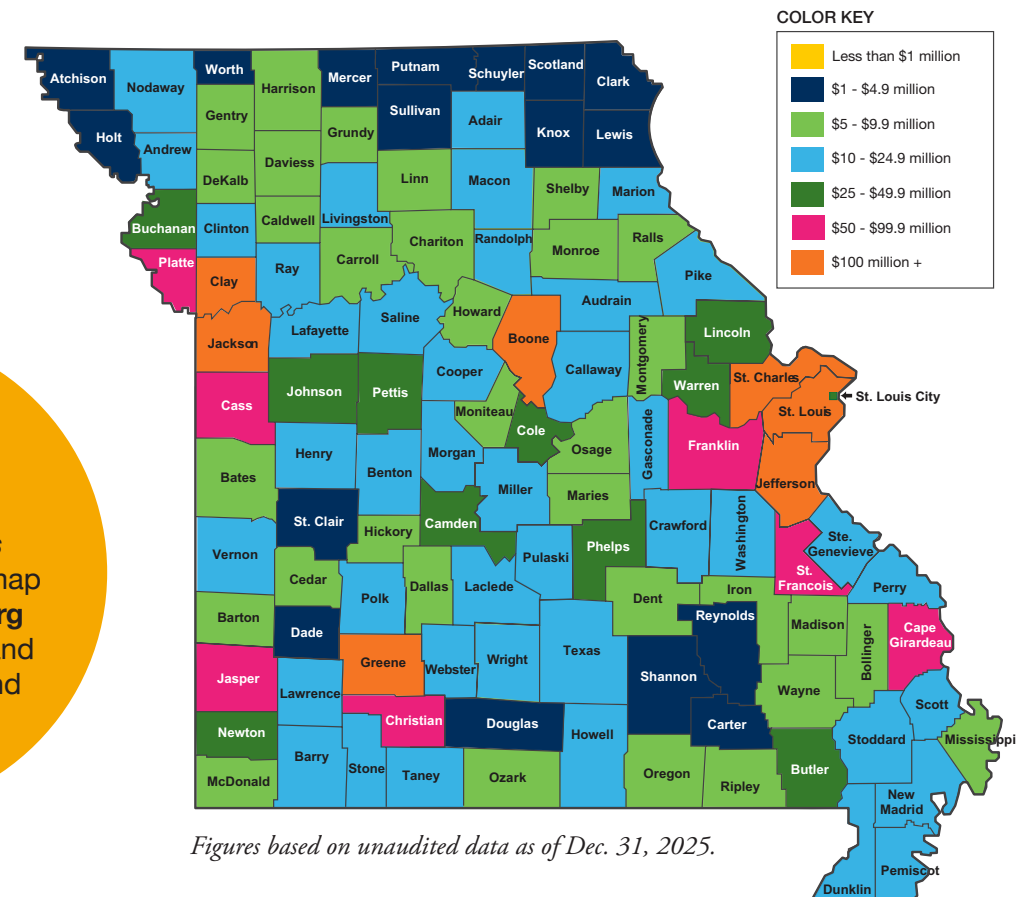 COLOR KEY
Less than $1 million
$1 - $4.9 million
$5 - $9.9 million
$10 - $24.9 million
$25 - $49.9 million
$50 - $99.9 million
$100 million +
Atchison
Nodaway
Worth
Harrison
Mercer
Putnam
Schuyler
Scotland
Clark
Gentry
Sullivan
Adair
Holt
Andrew
Grundy
Knox
Lewis
DeKalb
Daviess
Linn
Macon
Shelby
Marion
Buchanan
Clinton
Caldwell
Livingston
Chariton
Randolph
Monroe
Ralls
Platte
Clay
Ray
Carroll
Pike
Audrain
Howard
Saline
Boone
Jackson
Lafayette
Lincoln
Montgomery
Callaway
Cooper
Warren
St. Charles
St. Louis City
St. Louis
Cass
Johnson
Pettis
Moniteau
Cole
Osage
Gasconade
Franklin
Henry
Morgan
Bates
Benton
Miller
Maries
Jefferson
St. Clair
Camden
Crawford
Washington
Hickory
Phelps
Ste.
Genevieve
Vernon
Pulaski
St.
Francois
Cedar
Polk
Dallas
Laclede
Perry
Dent
Iron
Barton
Reynolds
Madison
Dade
Bollinger
Cape
Girardeau
Greene
Webster
Wright
Texas
Jasper
Lawrence
Shannon
Wayne
Scott
Christian
Douglas
Carter
Newton
Howell
Stoddard
Mississippi
Barry
Stone
Taney
Ozark
Oregon
Ripley
Butler
McDonald
New
Madrid
Pemiscot
Dunklin
map
rg
and
nd
Figures based on unaudited data as of Dec. 31, 2025.